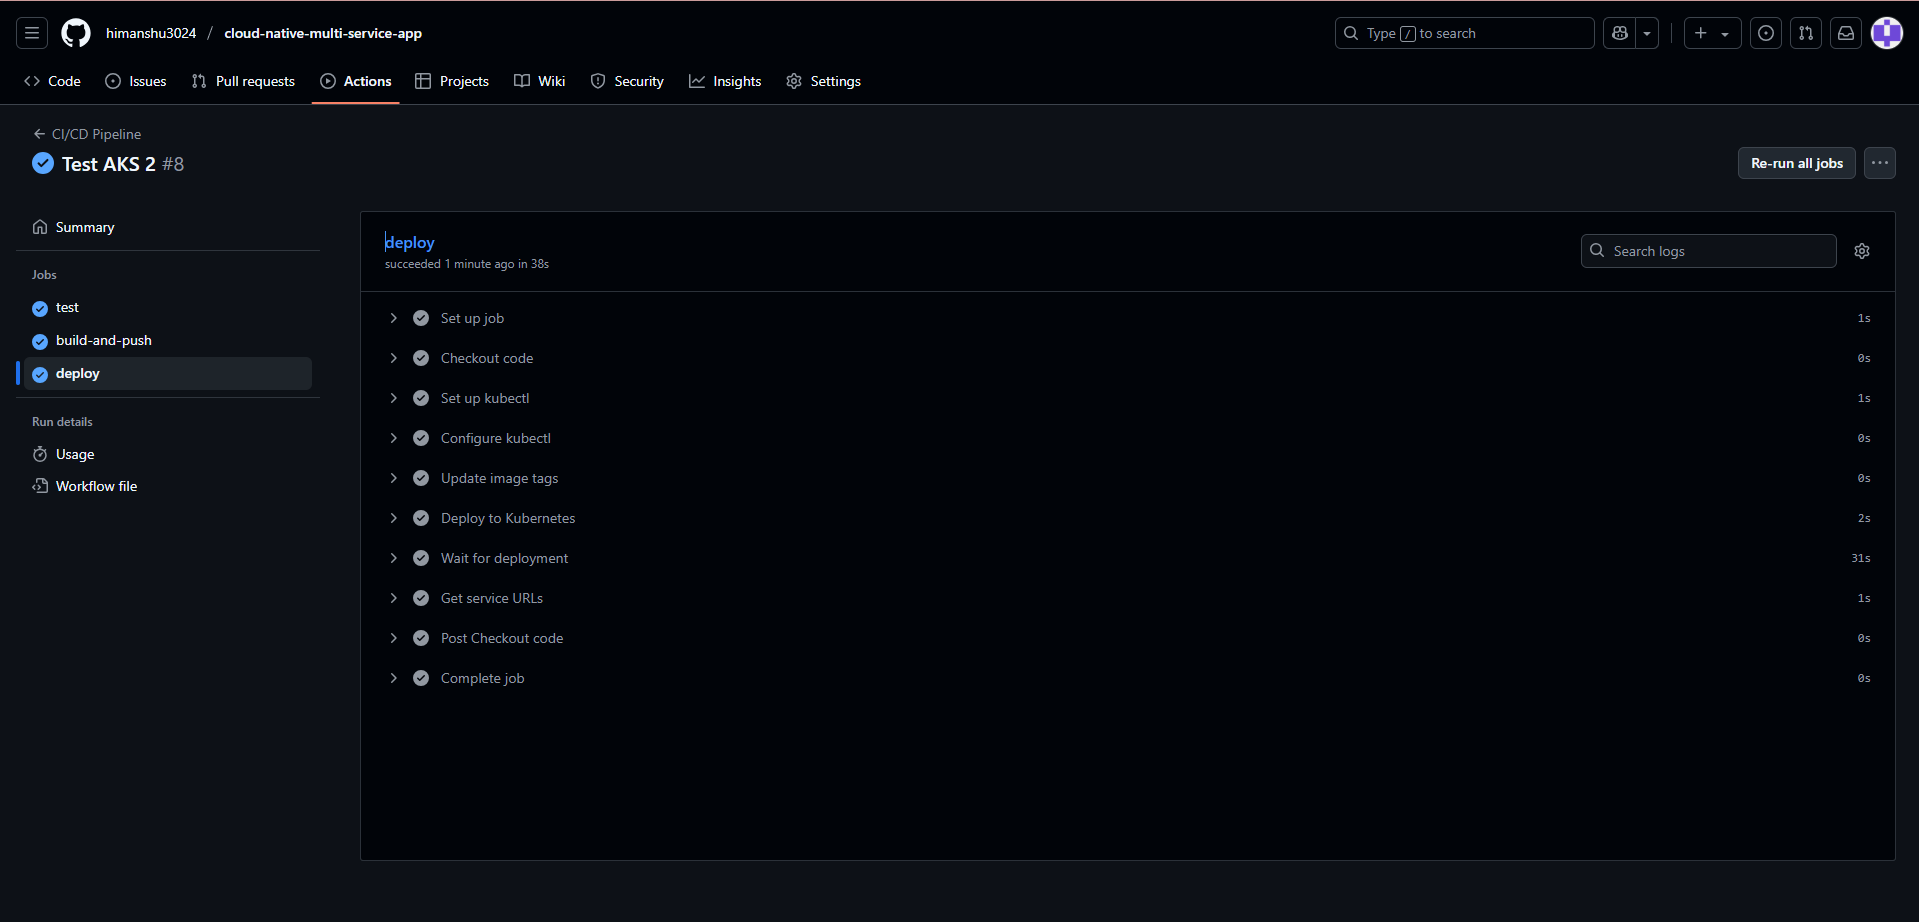 himanshu3024 / cloud-native-multi-service-app
Type / to search
Code
Issues
Pull requests
Actions
Projects
Wiki
Security
Insights
Settings
CI/CD Pipeline
Test AKS 2 #8
Re-run all jobs
Summary
Jobs
test
build-and-push
deploy
Run details
Usage
Workflow file
deploy
succeeded 1 minute ago in 38s
Search logs
Set up job 1s
Checkout code 0s
Set up kubectl 1s
Configure kubectl 0s
Update image tags 0s
Deploy to Kubernetes 2s
Wait for deployment 31s
Get service URLs 1s
Post Checkout code 0s
Complete job 0s